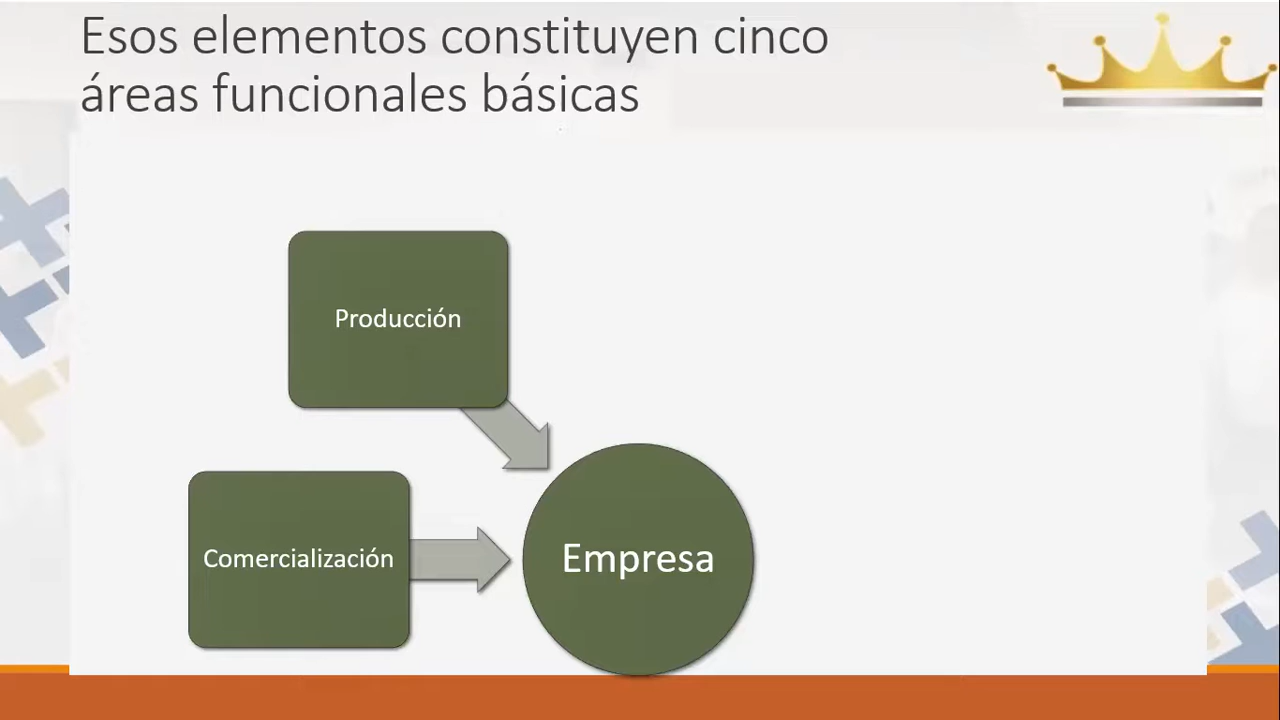 Esos elementos constituyen cinco
áreas funcionales básicas
Producción
Comercialización
Empresa